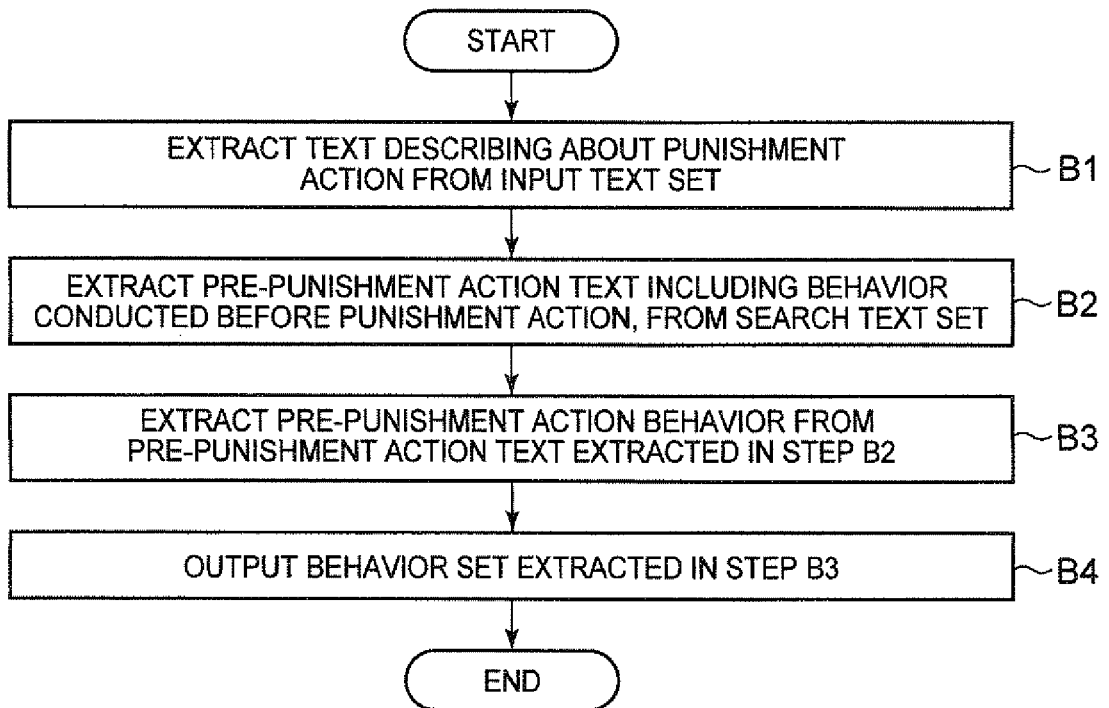 START
EXTRACT TEXT DESCRIBING ABOUT PUNISHMENT
ACTION FROM INPUT TEXT SET
B1
EXTRACT PRE-PUNISHMENT ACTION TEXT INCLUDING BEHAVIOR
CONDUCTED BEFORE PUNISHMENT ACTION, FROM SEARCH TEXT SET
B2
EXTRACT PRE-PUNISHMENT ACTION BEHAVIOR FROM
PRE-PUNISHMENT ACTION TEXT EXTRACTED IN STEP B2
B3
OUTPUT BEHAVIOR SET EXTRACTED IN STEP B3
B4
END